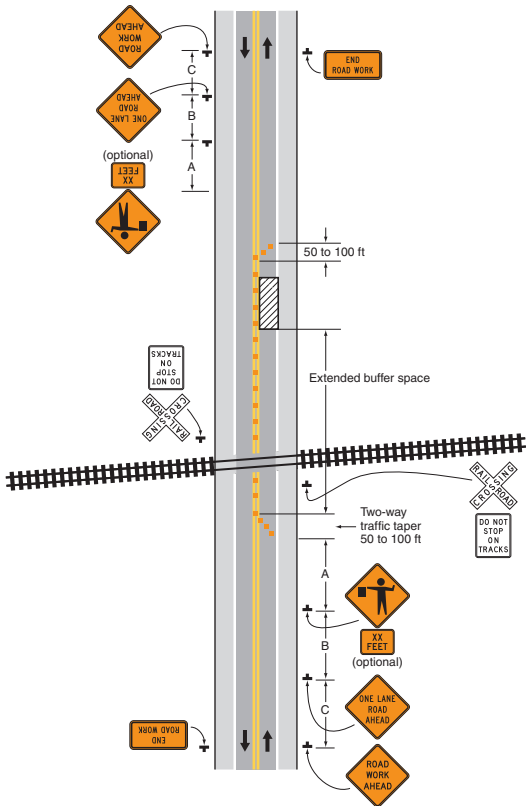 ROAD
WORK
AHEAD
C
END
ROAD WORK
ONE LANE
ROAD
AHEAD
B
(optional)
XX
FEET
A
50 to 100 ft
DO NOT
STOP
ON
TRACKS
RAILROAD
CROSSING
Extended buffer space
RAILROAD
CROSSING
DO NOT
STOP
ON
TRACKS
Two-way
traffic taper
50 to 100 ft
A
XX
FEET
(optional)
B
ONE LANE
ROAD
AHEAD
C
END
ROAD WORK
ROAD
WORK
AHEAD